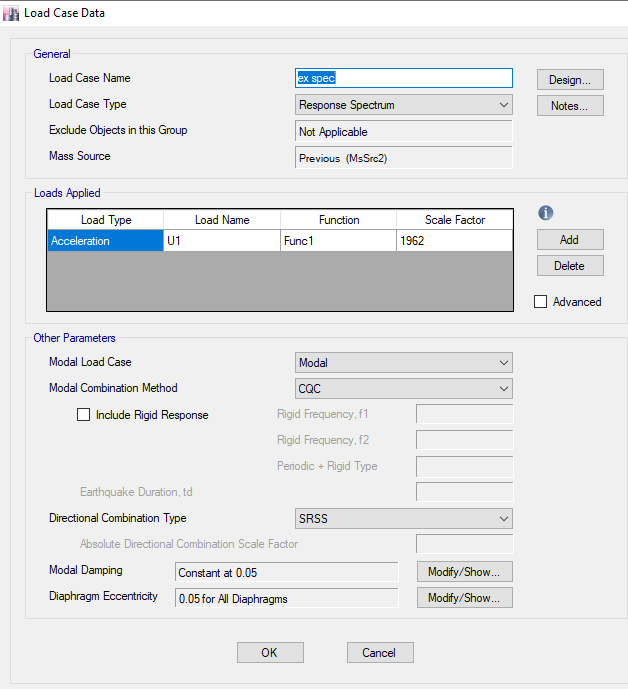 Load Case Data
General
Load Case Name ex spec Design...
Load Case Type Response Spectrum Notes...
Exclude Objects in this Group Not Applicable
Mass Source Previous (MsSrc2)
Loads Applied
Load Type Load Name Function Scale Factor
Acceleration U1 Func1 1962
Add
Delete
Advanced
Other Parameters
Modal Load Case Modal
Modal Combination Method CQC
Include Rigid Response Rigid Frequency, f1
Rigid Frequency, f2
Periodic + Rigid Type
Earthquake Duration, td
Directional Combination Type SRSS
Absolute Directional Combination Scale Factor
Modal Damping Constant at 0.05 Modify/Show...
Diaphragm Eccentricity 0.05 for All Diaphragms Modify/Show...
OK Cancel